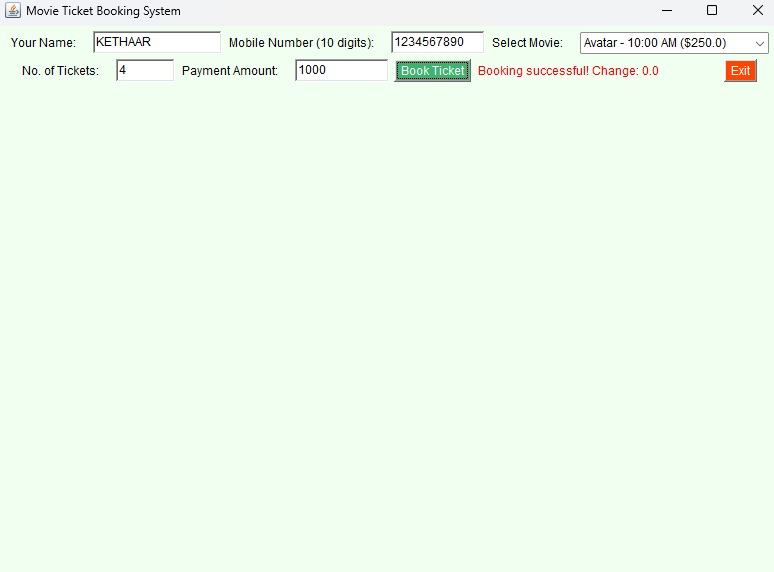 Movie Ticket Booking System
Your Name: KETHAAR Mobile Number (10 digits): 1234567890 Select Movie: Avatar - 10:00 AM ($250.0)
No. of Tickets: 4 Payment Amount: 1000 Book Ticket Booking successful! Change: 0.0 Exit